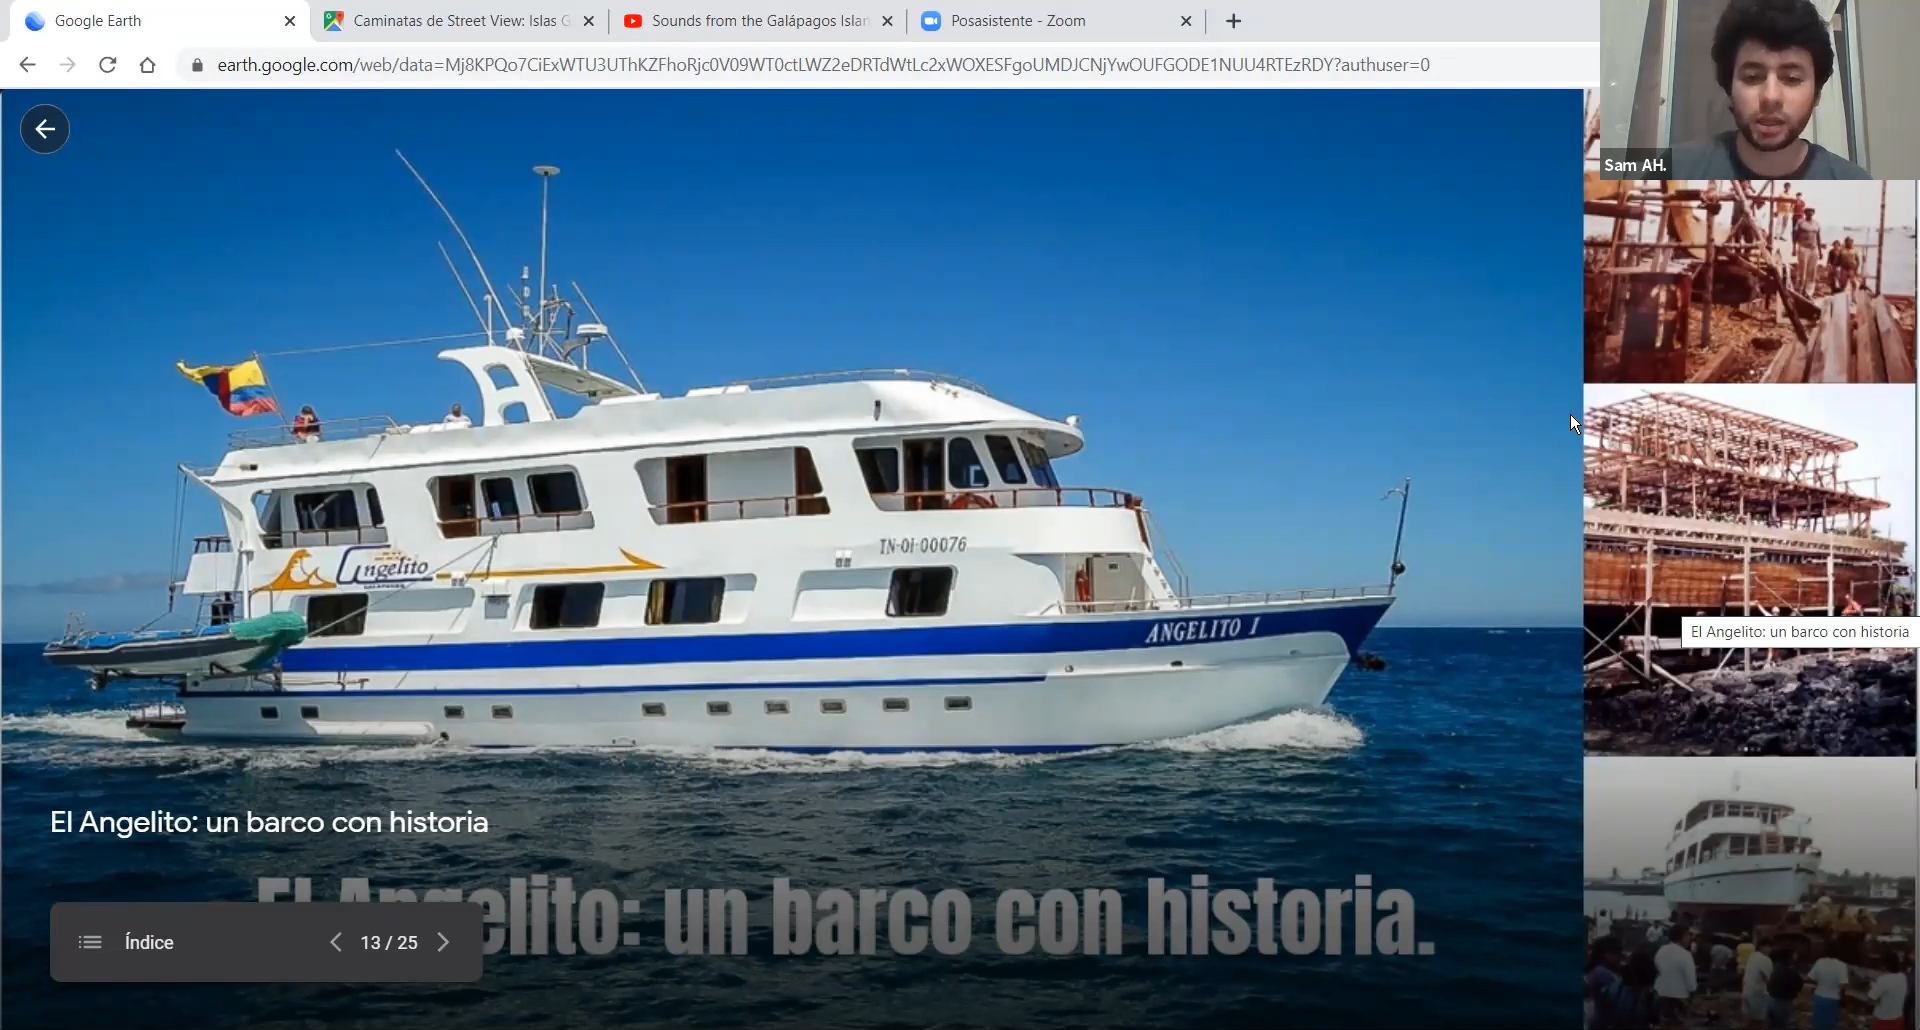 Google Earth
Caminatas de Street View: Islas G
Sounds from the Galápagos Islan
Posasistente - Zoom
earth.google.com/web/data=Mj8KPQo7CiExWTU3UThKZFhoRjc0V09WT0ctLWZ2eDRTdWtLc2xWOXESFgoUMDJCNjYwOUFGODE1NUU4RTEzRDY?authuser=0
Sam AH.
Angelito
TN-01-00076
ANGELITO I
El Angelito: un barco con historia
El Angelito: un barco con historia
El Angelito: un barco con historia.
Índice
13 / 25